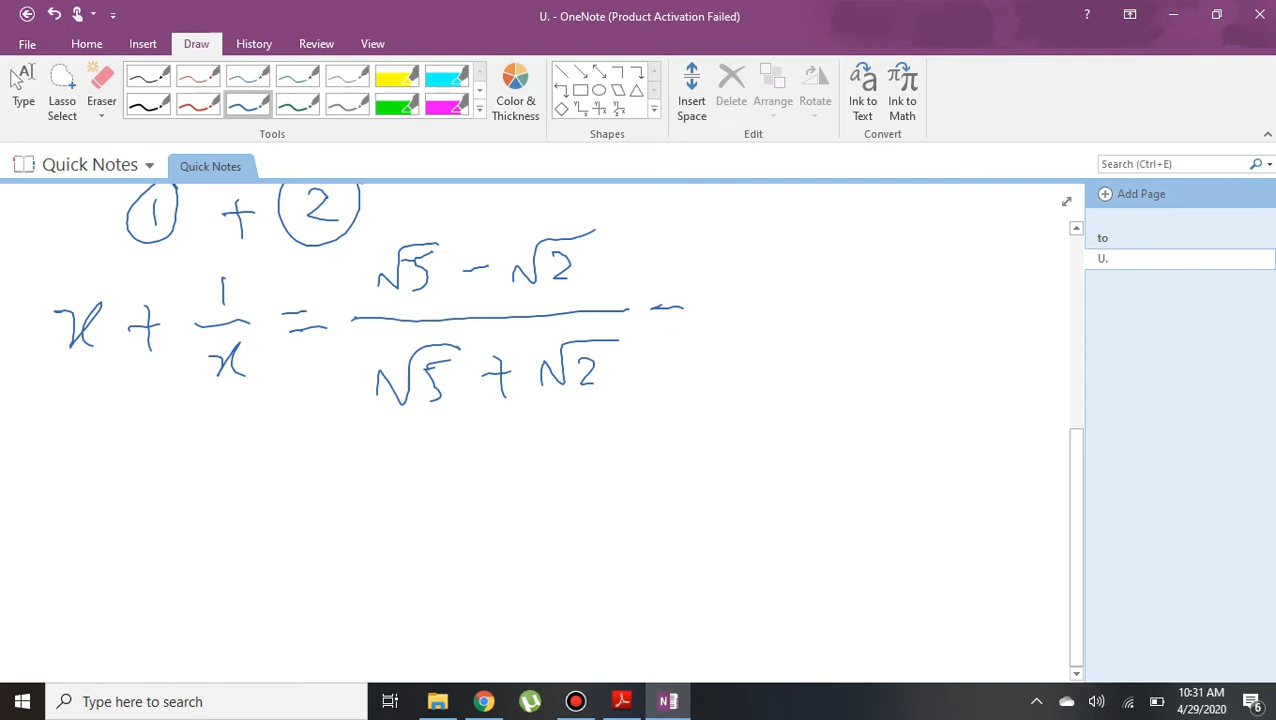 U. - OneNote (Product Activation Failed)
File Home Insert Draw History Review View
Type Lasso Select Eraser Color & Thickness Insert Space Delete Arrange Rotate Ink to Text Ink to Math
Tools Shapes Edit Convert
Quick Notes Quick Notes Search (Ctrl+E)
Add Page
to
U.
① + ②
x + 1/x = (√5 − √2)/(√5 + √2) −
Type here to search
10:31 AM
4/29/2020
6